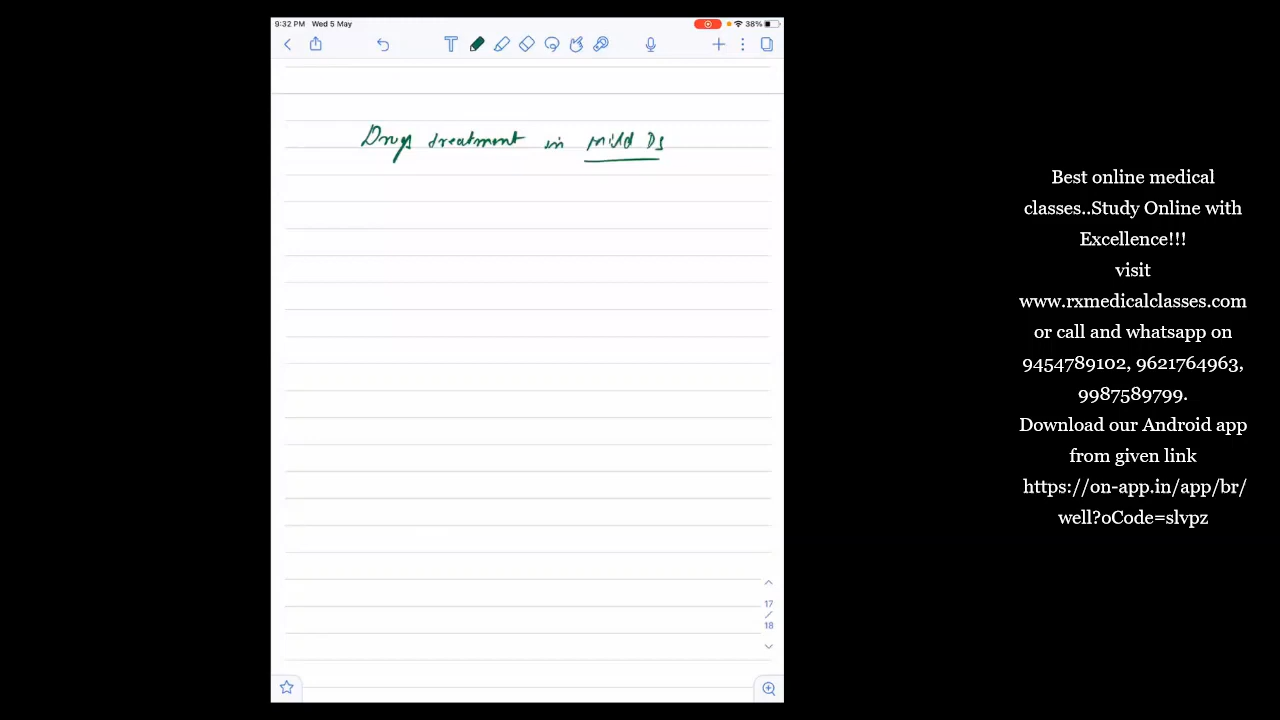 9:32 PM Wed 5 May
38%
T
Drugs treatment in Mild Ds
17
/
18
Best online medical
classes..Study Online with
Excellence!!!
visit
www.rxmedicalclasses.com
or call and whatsapp on
9454789102, 9621764963,
9987589799.
Download our Android app
from given link
https://on-app.in/app/br/
well?oCode=slvpz